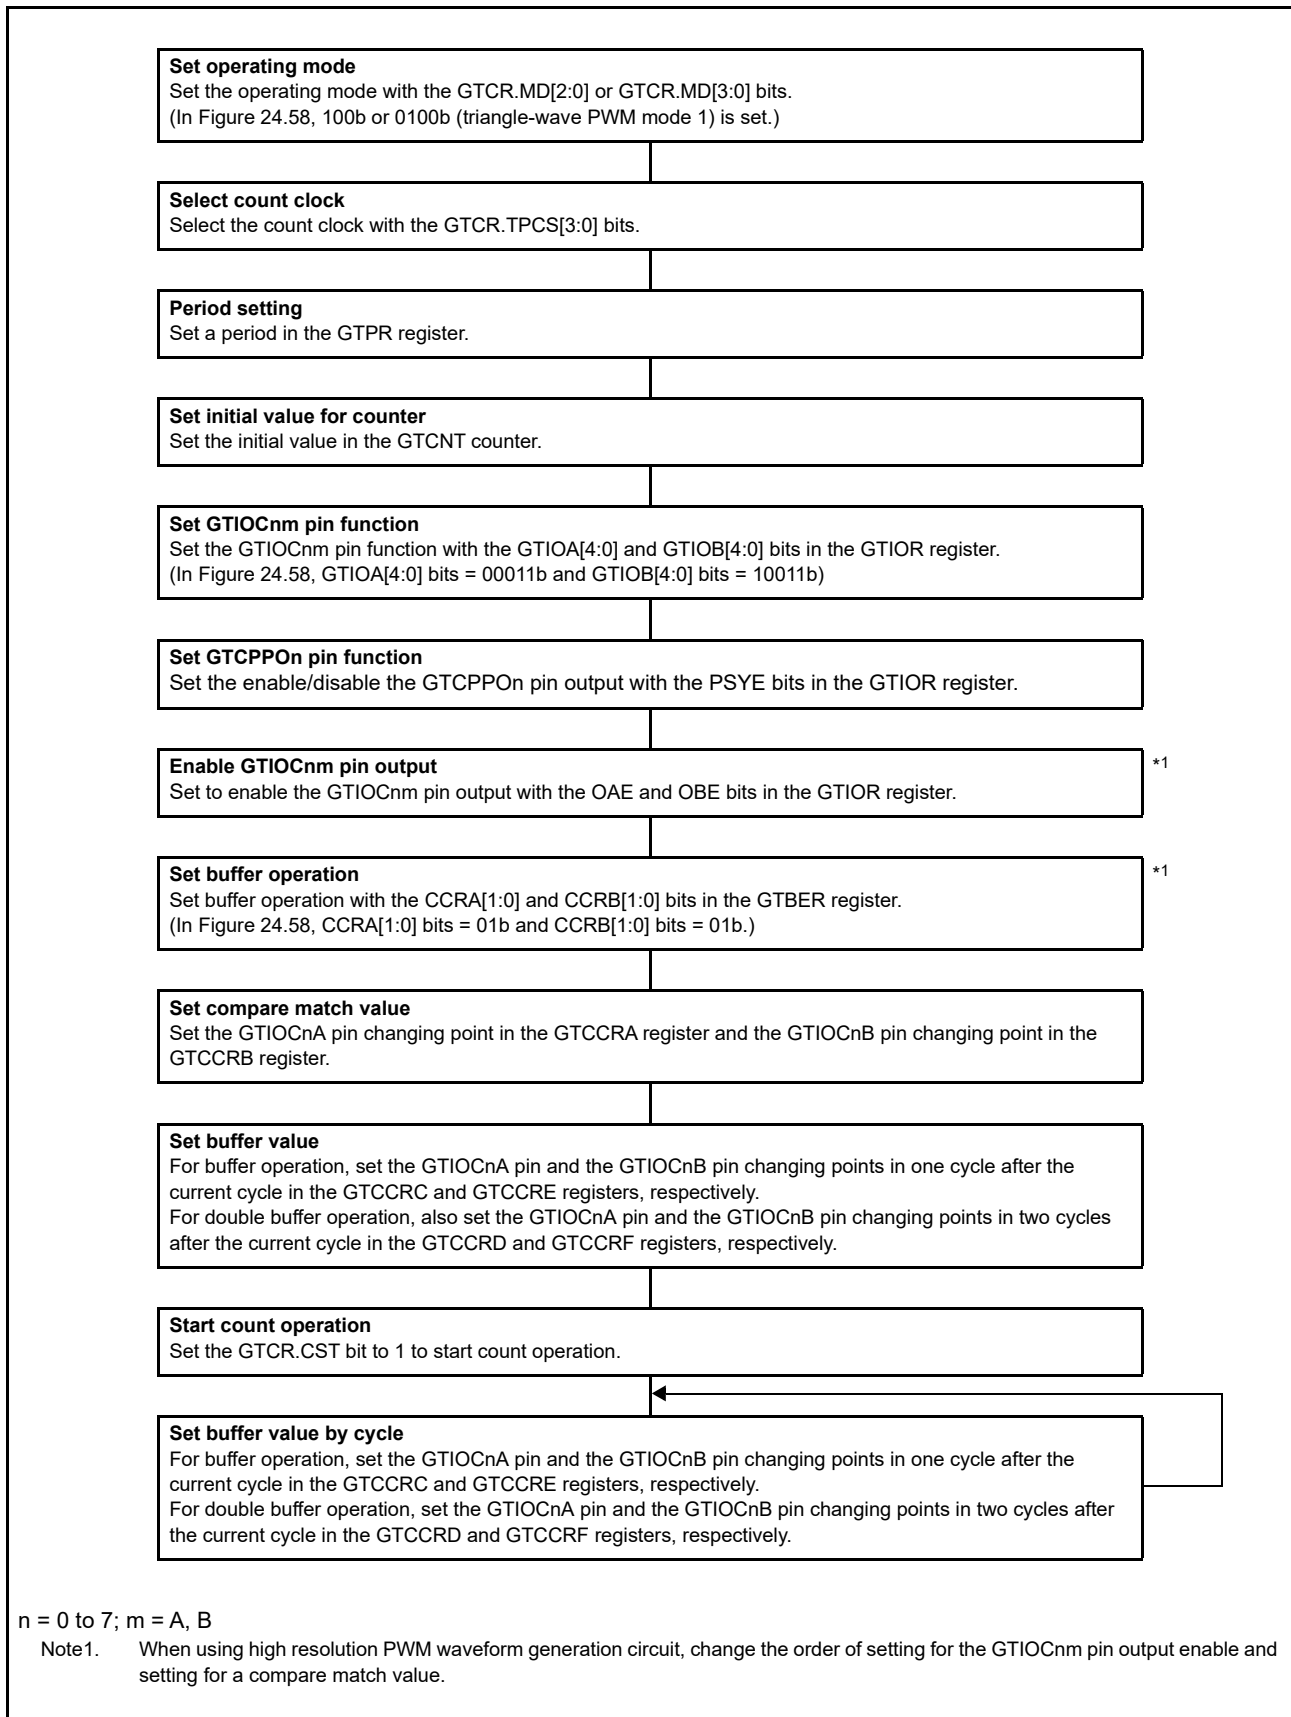 Set operating mode
Set the operating mode with the GTCR.MD[2:0] or GTCR.MD[3:0] bits.
(In Figure 24.58, 100b or 0100b (triangle-wave PWM mode 1) is set.)
Select count clock
Select the count clock with the GTCR.TPCS[3:0] bits.
Period setting
Set a period in the GTPR register.
Set initial value for counter
Set the initial value in the GTCNT counter.
Set GTIOCnm pin function
Set the GTIOCnm pin function with the GTIOA[4:0] and GTIOB[4:0] bits in the GTIOR register.
(In Figure 24.58, GTIOA[4:0] bits = 00011b and GTIOB[4:0] bits = 10011b)
Set GTCPPOn pin function
Set the enable/disable the GTCPPOn pin output with the PSYE bits in the GTIOR register.
Enable GTIOCnm pin output *1
Set to enable the GTIOCnm pin output with the OAE and OBE bits in the GTIOR register.
Set buffer operation *1
Set buffer operation with the CCRA[1:0] and CCRB[1:0] bits in the GTBER register.
(In Figure 24.58, CCRA[1:0] bits = 01b and CCRB[1:0] bits = 01b.)
Set compare match value
Set the GTIOCnA pin changing point in the GTCCRA register and the GTIOCnB pin changing point in the
GTCCRB register.
Set buffer value
For buffer operation, set the GTIOCnA pin and the GTIOCnB pin changing points in one cycle after the
current cycle in the GTCCRC and GTCCRE registers, respectively.
For double buffer operation, also set the GTIOCnA pin and the GTIOCnB pin changing points in two cycles
after the current cycle in the GTCCRD and GTCCRF registers, respectively.
Start count operation
Set the GTCR.CST bit to 1 to start count operation.
Set buffer value by cycle
For buffer operation, set the GTIOCnA pin and the GTIOCnB pin changing points in one cycle after the
current cycle in the GTCCRC and GTCCRE registers, respectively.
For double buffer operation, set the GTIOCnA pin and the GTIOCnB pin changing points in two cycles after
the current cycle in the GTCCRD and GTCCRF registers, respectively.
n = 0 to 7; m = A, B
Note1. When using high resolution PWM waveform generation circuit, change the order of setting for the GTIOCnm pin output enable and
setting for a compare match value.